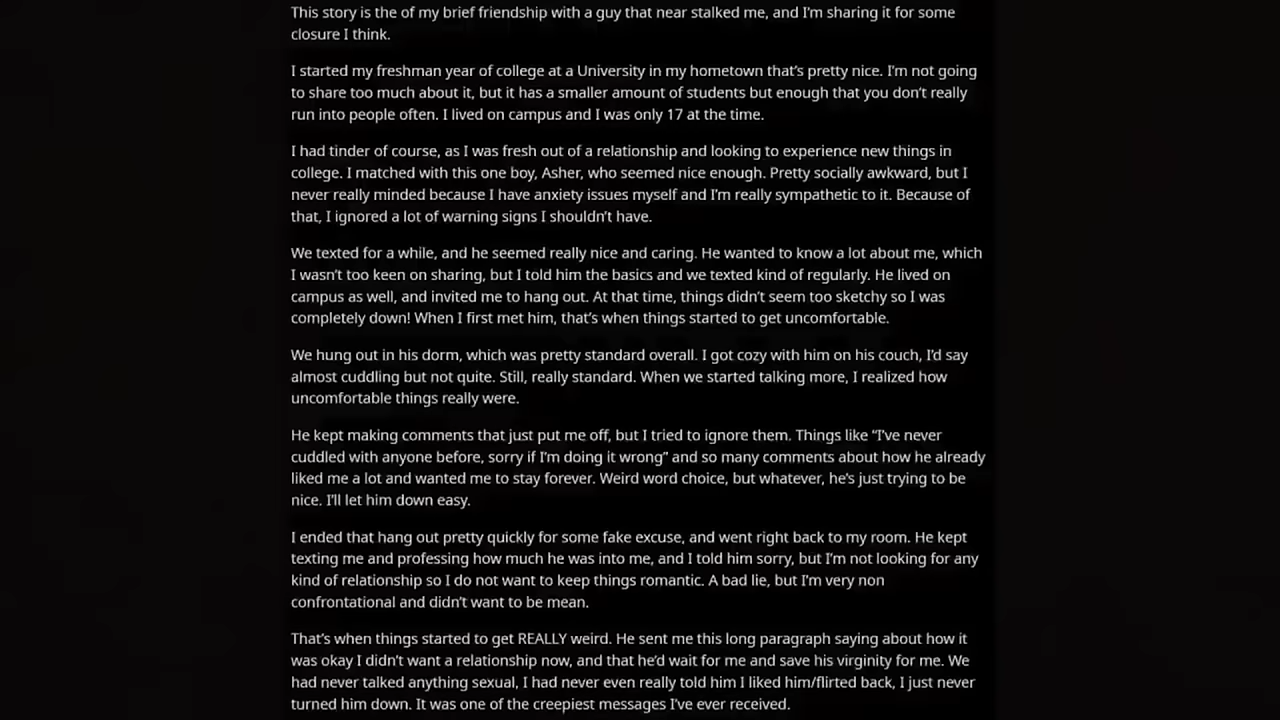 This story is the of my brief friendship with a guy that near stalked me, and I'm sharing it for some
closure I think.
I started my freshman year of college at a University in my hometown that's pretty nice. I'm not going
to share too much about it, but it has a smaller amount of students but enough that you don't really
run into people often. I lived on campus and I was only 17 at the time.
I had tinder of course, as I was fresh out of a relationship and looking to experience new things in
college. I matched with this one boy, Asher, who seemed nice enough. Pretty socially awkward, but I
never really minded because I have anxiety issues myself and I'm really sympathetic to it. Because of
that, I ignored a lot of warning signs I shouldn't have.
We texted for a while, and he seemed really nice and caring. He wanted to know a lot about me, which
I wasn't too keen on sharing, but I told him the basics and we texted kind of regularly. He lived on
campus as well, and invited me to hang out. At that time, things didn't seem too sketchy so I was
completely down! When I first met him, that's when things started to get uncomfortable.
We hung out in his dorm, which was pretty standard overall. I got cozy with him on his couch, I'd say
almost cuddling but not quite. Still, really standard. When we started talking more, I realized how
uncomfortable things really were.
He kept making comments that just put me off, but I tried to ignore them. Things like “I've never
cuddled with anyone before, sorry if I'm doing it wrong” and so many comments about how he already
liked me a lot and wanted me to stay forever. Weird word choice, but whatever, he's just trying to be
nice. I'll let him down easy.
I ended that hang out pretty quickly for some fake excuse, and went right back to my room. He kept
texting me and professing how much he was into me, and I told him sorry, but I'm not looking for any
kind of relationship so I do not want to keep things romantic. A bad lie, but I'm very non
confrontational and didn't want to be mean.
That's when things started to get REALLY weird. He sent me this long paragraph saying about how it
was okay I didn't want a relationship now, and that he'd wait for me and save his virginity for me. We
had never talked anything sexual, I had never even really told him I liked him/flirted back, I just never
turned him down. It was one of the creepiest messages I've ever received.